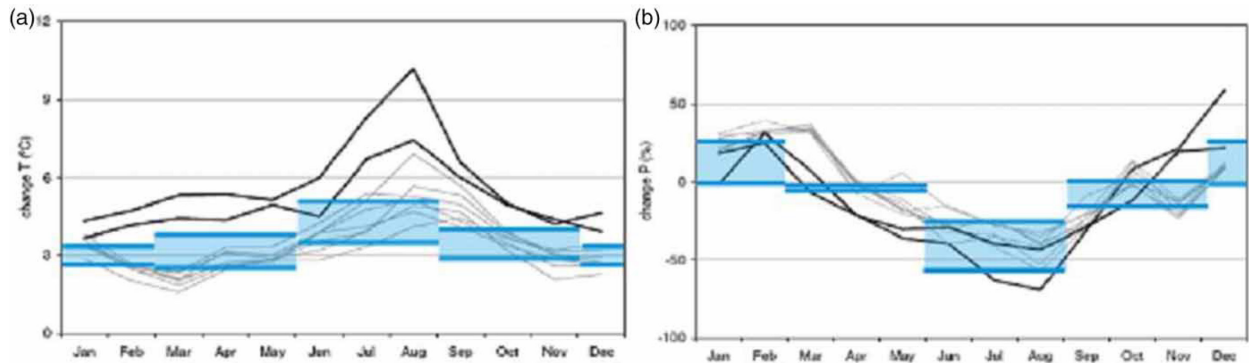 (a)
12
9
6
3
0
change T (°C)
Jan Feb Mar Apr May Jun Jul Aug Sep Oct Nov Dec
(b)
100
50
0
-50
-100
change P (%)
Jan Feb Mar Apr May Jun Jul Aug Sep Oct Nov Dec